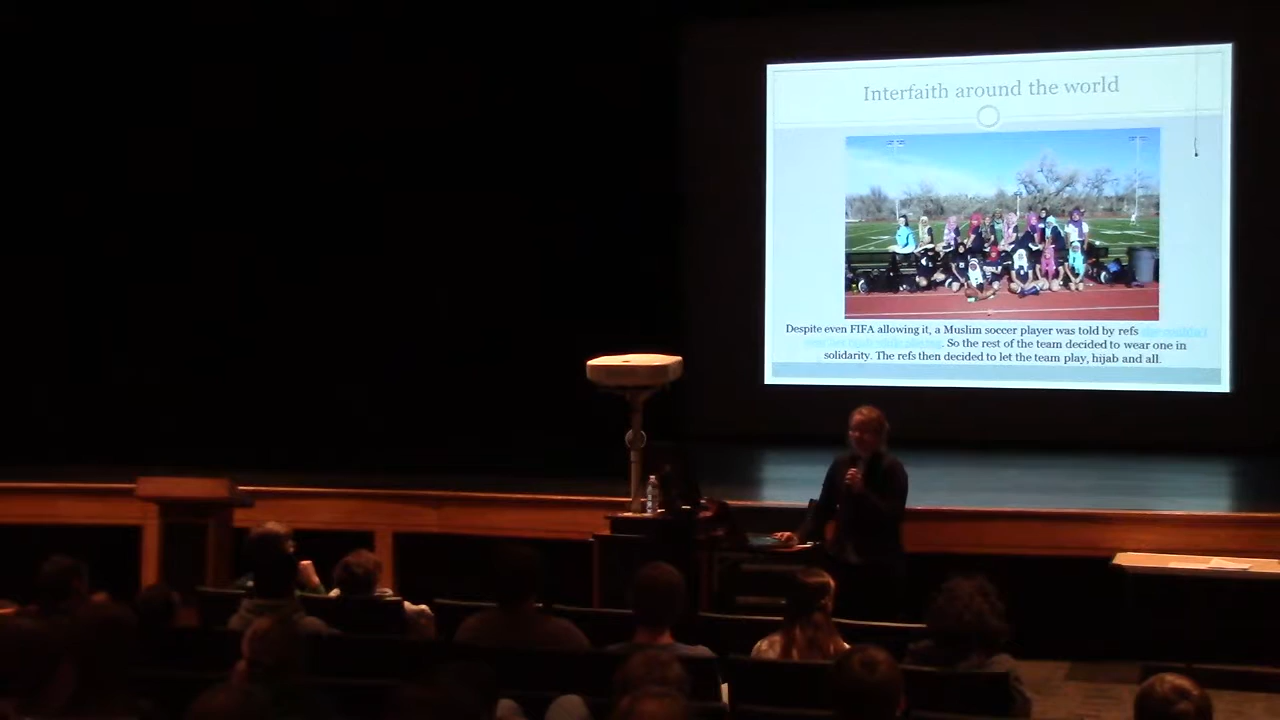 Interfaith around the world
Despite even FIFA allowing it, a Muslim soccer player was told by refs she couldn't
. So the rest of the team decided to wear one in
solidarity. The refs then decided to let the team play, hijab and all.